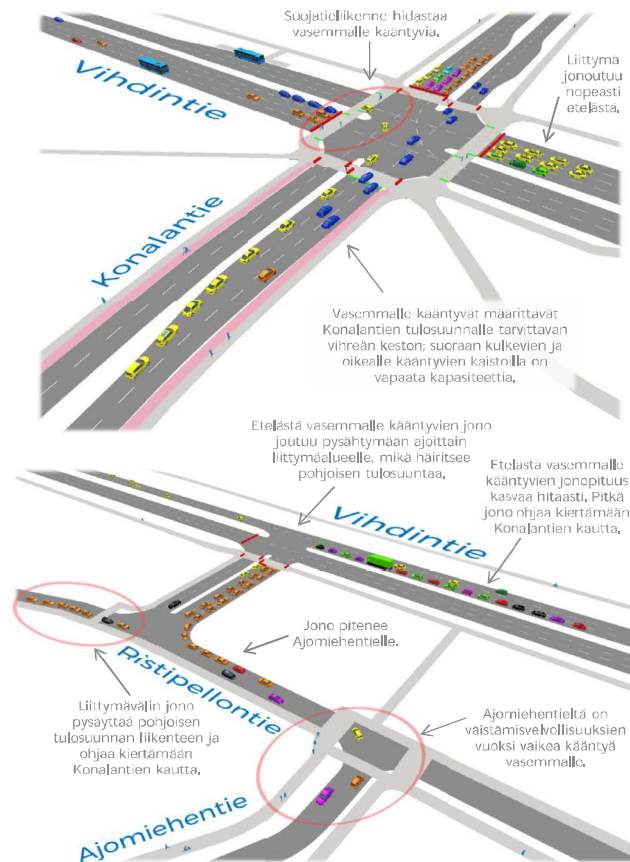 Suojatieliikenne hidastaa
vasemmalle kääntyviä.
Liittymä
jonoutuu
nopeasti
etelästä.
Vihdintie
Konalantie
Vasemmalle kääntyvät määrittävät
Konalantien tulosuunnalle tarvittavan
vihreän keston; suoraan kulkevien ja
oikealle kääntyvien kaistoilla on
vapaata kapasiteettia.
Etelästä vasemmalle kääntyvien jono
joutuu pysähtymään ajoittain
liittymäalueelle, mikä häiritsee
pohjoisen tulosuuntaa.
Etelästä vasemmalle
kääntyvien jonopituus
kasvaa hitaasti. Pitkä
jono ohjaa kiertämään
Konalantien kautta.
Vihdintie
Jono pitenee
Ajomiehentielle.
Ristipellontie
Liittymävälin jono
pysäyttää pohjoisen
tulosuunnan liikenteen ja
ohjaa kiertämään
Konalantien kautta.
Ajomiehentieltä on
väistämisvelvollisuuksien
vuoksi vaikea kääntyä
vasemmalle.
Ajomiehentie